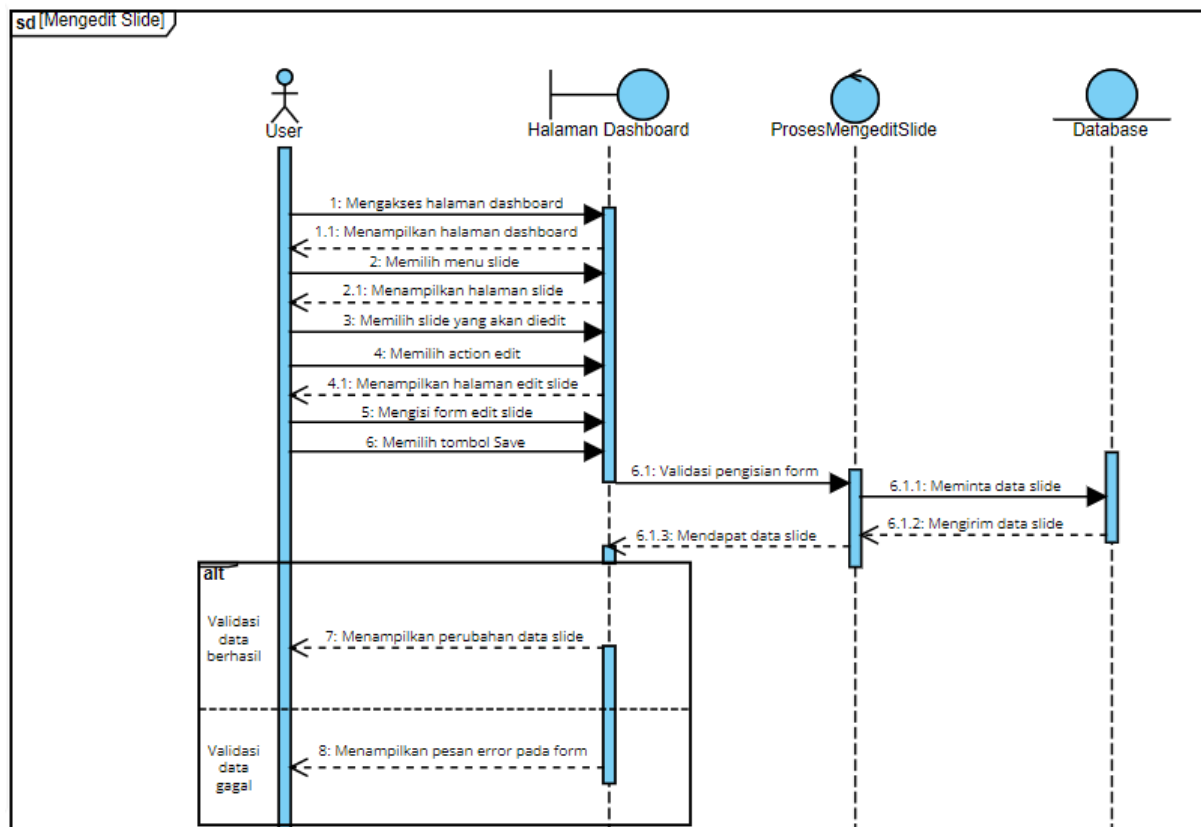 sd [Mengedit Slide]
User
Halaman Dashboard
ProsesMengeditSlide
Database
1: Mengakses halaman dashboard
1.1: Menampilkan halaman dashboard
2: Memilih menu slide
2.1: Menampilkan halaman slide
3: Memilih slide yang akan diedit
4: Memilih action edit
4.1: Menampilkan halaman edit slide
5: Mengisi form edit slide
6: Memilih tombol Save
6.1: Validasi pengisian form
6.1.1: Meminta data slide
6.1.2: Mengirim data slide
6.1.3: Mendapat data slide
alt
Validasi
data
berhasil
7: Menampilkan perubahan data slide
Validasi
data
gagal
8: Menampilkan pesan error pada form